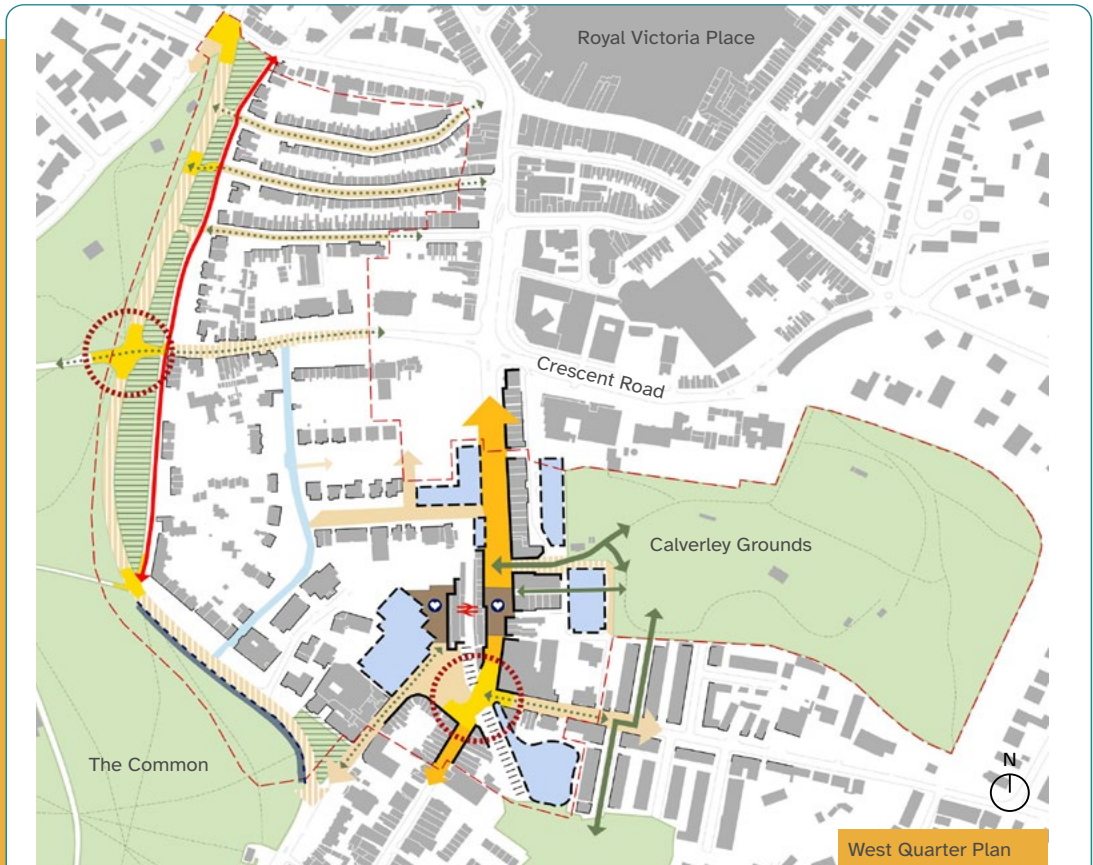 Royal Victoria Place
Crescent Road
Calverley Grounds
The Common
N
West Quarter Plan